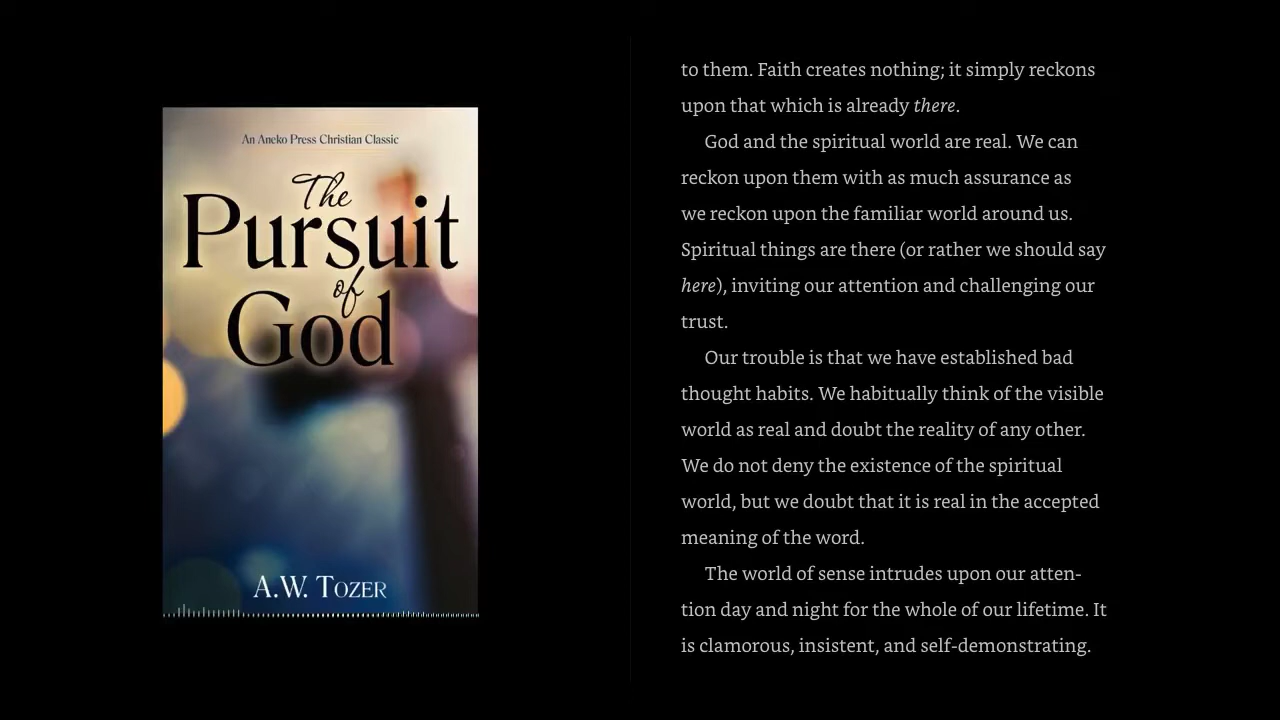 An Aneko Press Christian Classic
The
Pursuit
of
God
A.W. Tozer
to them. Faith creates nothing; it simply reckons
upon that which is already there.
God and the spiritual world are real. We can
reckon upon them with as much assurance as
we reckon upon the familiar world around us.
Spiritual things are there (or rather we should say
here), inviting our attention and challenging our
trust.
Our trouble is that we have established bad
thought habits. We habitually think of the visible
world as real and doubt the reality of any other.
We do not deny the existence of the spiritual
world, but we doubt that it is real in the accepted
meaning of the word.
The world of sense intrudes upon our atten-
tion day and night for the whole of our lifetime. It
is clamorous, insistent, and self-demonstrating.